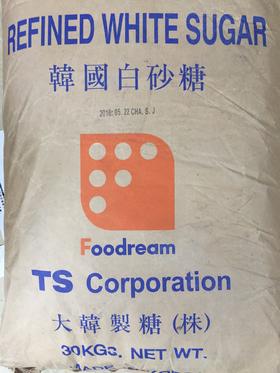 REFINED WHITE SUGAR
韓國白砂糖
2018. 05. 22 CHA. S. J
Foodream
TS Corporation
大韓製糖(株)
30KGS. NET WT.
MADE